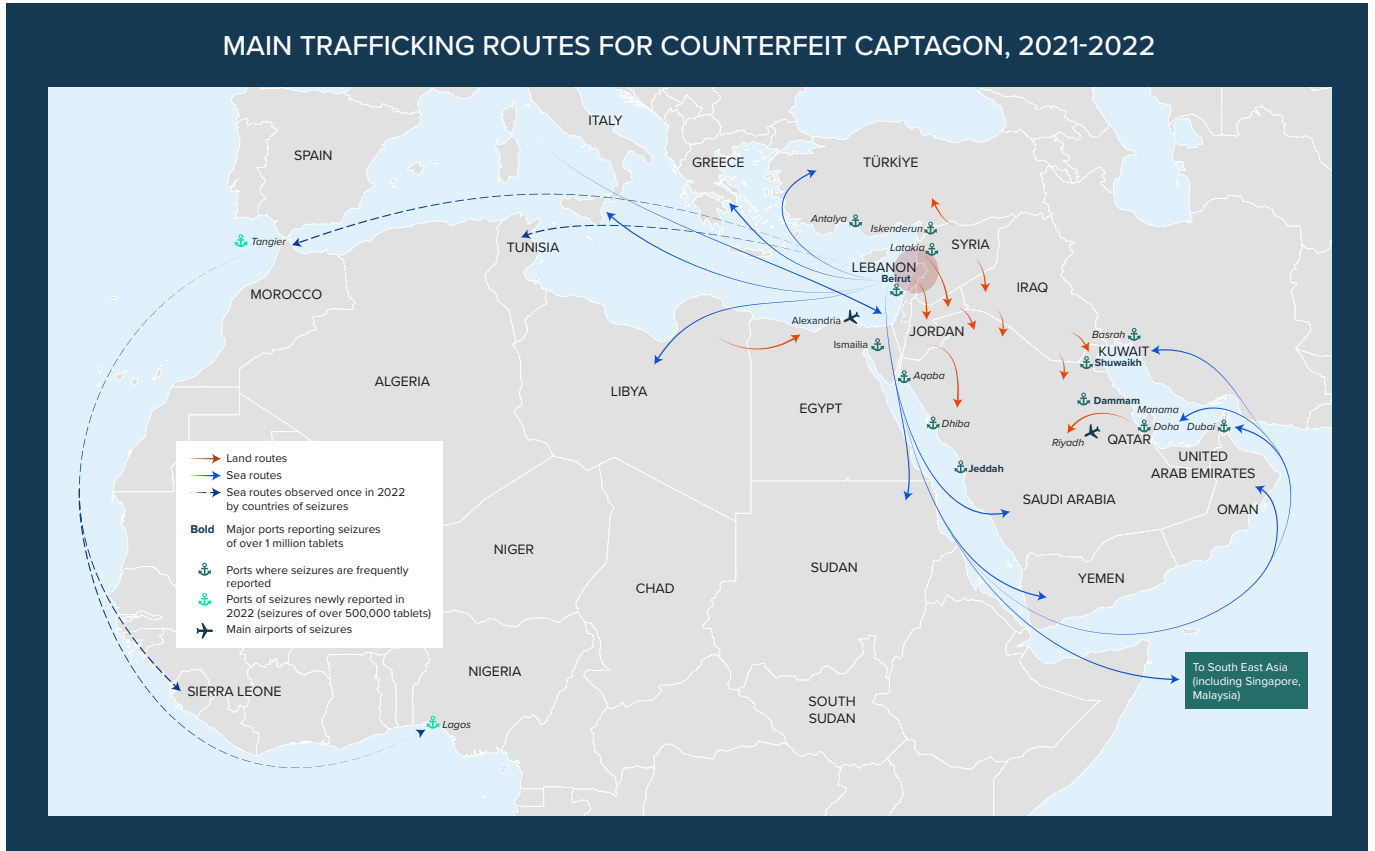 MAIN TRAFFICKING ROUTES FOR COUNTERFEIT CAPTAGON, 2021-2022
ITALY
SPAIN
GREECE
TÜRKİYE
Antalya
Iskenderun
Tangier
TUNISIA
Latakia
SYRIA
LEBANON
Beirut
MOROCCO
IRAQ
Alexandria
JORDAN
Ismailia
Basrah
KUWAIT
Shuwaikh
ALGERIA
LIBYA
EGYPT
Aqaba
Dhiba
Dammam
Manama
Doha
Dubai
Riyadh
QATAR
Jeddah
UNITED
ARAB EMIRATES
SAUDI ARABIA
OMAN
Land routes
Sea routes
Sea routes observed once in 2022
by countries of seizures
Bold
Major ports reporting seizures
of over 1 million tablets
Ports where seizures are frequently
reported
Ports of seizures newly reported in
2022 (seizures of over 500,000 tablets)
Main airports of seizures
NIGER
CHAD
SUDAN
YEMEN
NIGERIA
SIERRA LEONE
Lagos
SOUTH
SUDAN
To South East Asia
(including Singapore,
Malaysia)